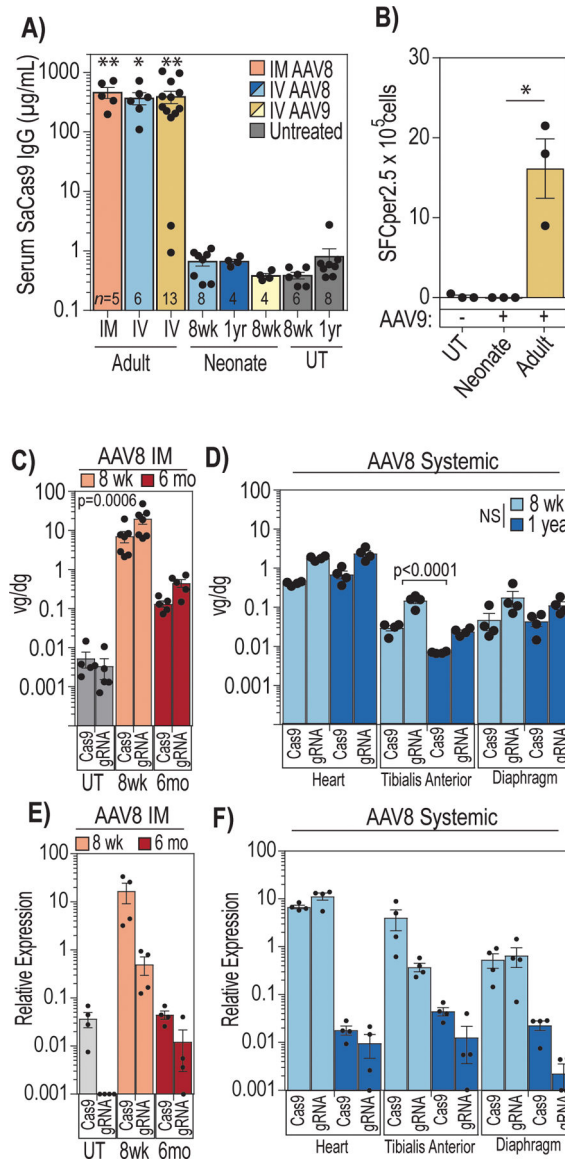 A)
Serum SaCas9 IgG (µg/mL)
1000
100
10
1
0.1
** * **
IM AAV8
IV AAV8
IV AAV9
Untreated
n=5 6 13 8 4 4 6 8
IM IV IV 8wk 1yr 8wk 8wk 1yr
Adult Neonate UT
B)
SFCper2.5 x 10⁵cells
30
20
10
0
*
AAV9: - + +
UT Neonate Adult
C)
AAV8 IM
8 wk 6 mo
p=0.0006
vg/dg
100
10
1
0.1
0.01
0.001
Cas9 gRNA Cas9 gRNA Cas9 gRNA
UT 8wk 6mo
D)
AAV8 Systemic
8 wk
1 year
NS
p<0.0001
vg/dg
100
10
1
0.1
0.01
0.001
Cas9 gRNA Cas9 gRNA Cas9 gRNA Cas9 gRNA Cas9 gRNA Cas9 gRNA
Heart Tibialis Anterior Diaphragm
E)
AAV8 IM
8 wk 6 mo
Relative Expression
100
10
1
0.1
0.01
0.001
Cas9 gRNA Cas9 gRNA Cas9 gRNA
UT 8wk 6mo
F)
AAV8 Systemic
Relative Expression
100
10
1
0.1
0.01
0.001
Cas9 gRNA Cas9 gRNA Cas9 gRNA Cas9 gRNA Cas9 gRNA Cas9 gRNA
Heart Tibialis Anterior Diaphragm